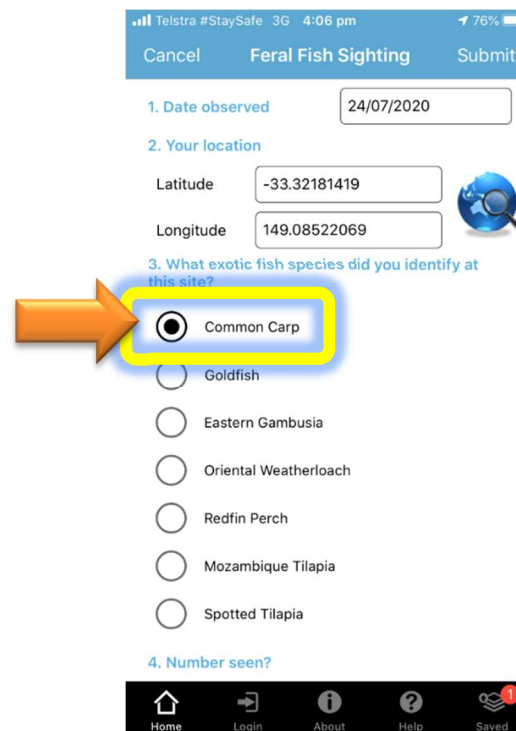 Telstra #StaySafe 3G 4:06 pm 76%
Cancel Feral Fish Sighting Submit
1. Date observed 24/07/2020
2. Your location
Latitude -33.32181419
Longitude 149.08522069
3. What exotic fish species did you identify at
this site?
Common Carp
Goldfish
Eastern Gambusia
Oriental Weatherloach
Redfin Perch
Mozambique Tilapia
Spotted Tilapia
4. Number seen?
1
Home Login About Help Saved